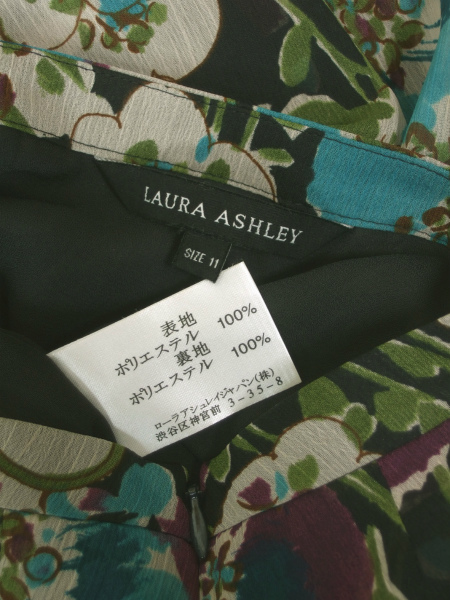 LAURA ASHLEY
SIZE 11
表地
ポリエステル 100%
裏地
ポリエステル 100%
ローラアシュレイジャパン(株)
渋谷区神宮前 3-35-8